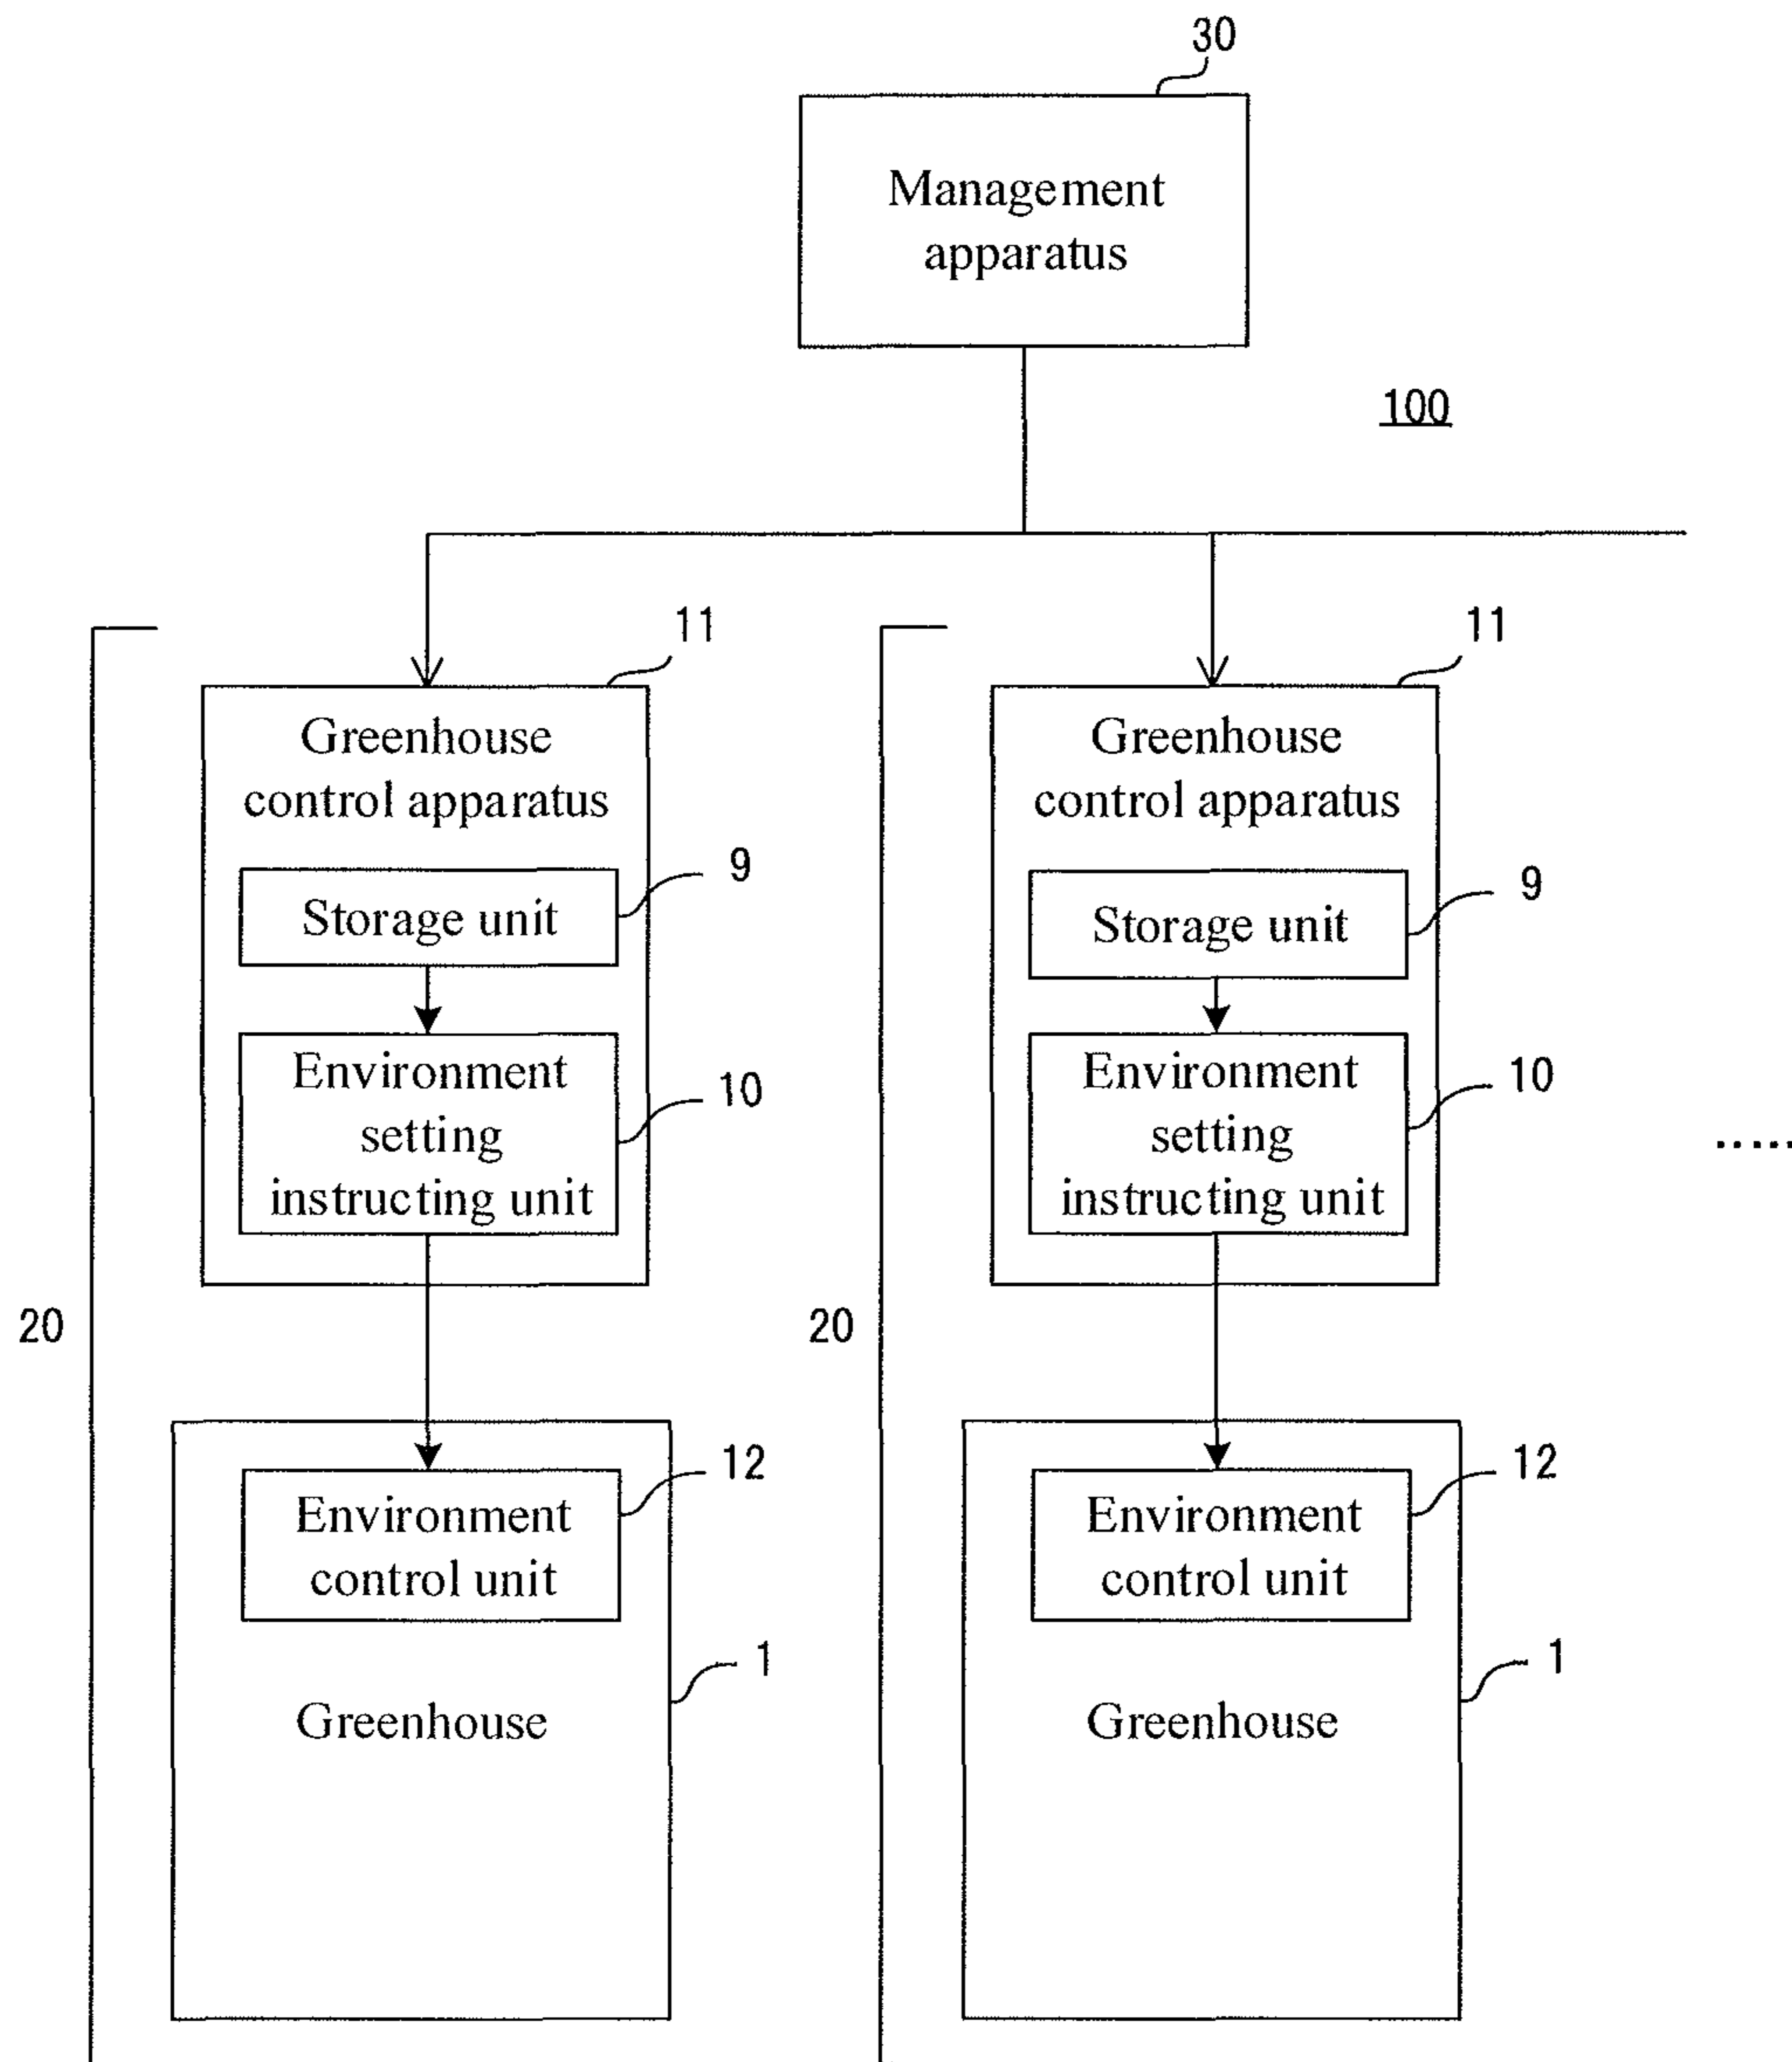 30
Management
apparatus
100
11
Greenhouse
control apparatus
9
Storage unit
10
Environment
setting
instructing unit
20
12
Environment
control unit
1
Greenhouse
11
Greenhouse
control apparatus
9
Storage unit
10
Environment
setting
instructing unit
20
12
Environment
control unit
1
Greenhouse
.....